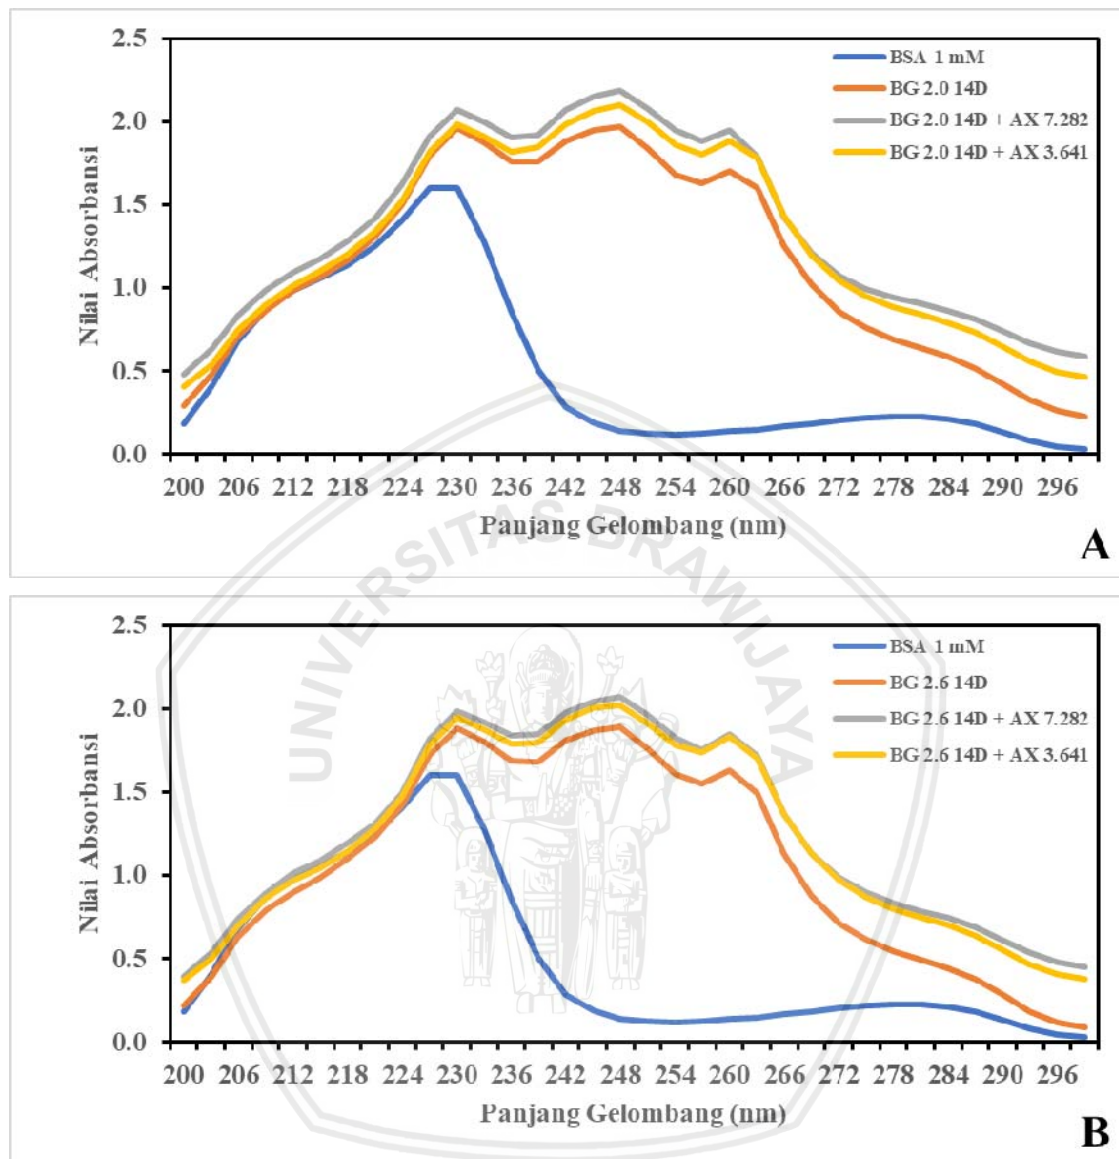 2.5
2.0
1.5
1.0
0.5
0.0
Nilai Absorbansi
BSA 1 mM
BG 2.0 14D
BG 2.0 14D + AX 7.282
BG 2.0 14D + AX 3.641
200 206 212 218 224 230 236 242 248 254 260 266 272 278 284 290 296
Panjang Gelombang (nm)
A
UNIVERSITAS BRAWIJAYA
2.5
2.0
1.5
1.0
0.5
0.0
Nilai Absorbansi
BSA 1 mM
BG 2.6 14D
BG 2.6 14D + AX 7.282
BG 2.6 14D + AX 3.641
200 206 212 218 224 230 236 242 248 254 260 266 272 278 284 290 296
Panjang Gelombang (nm)
B